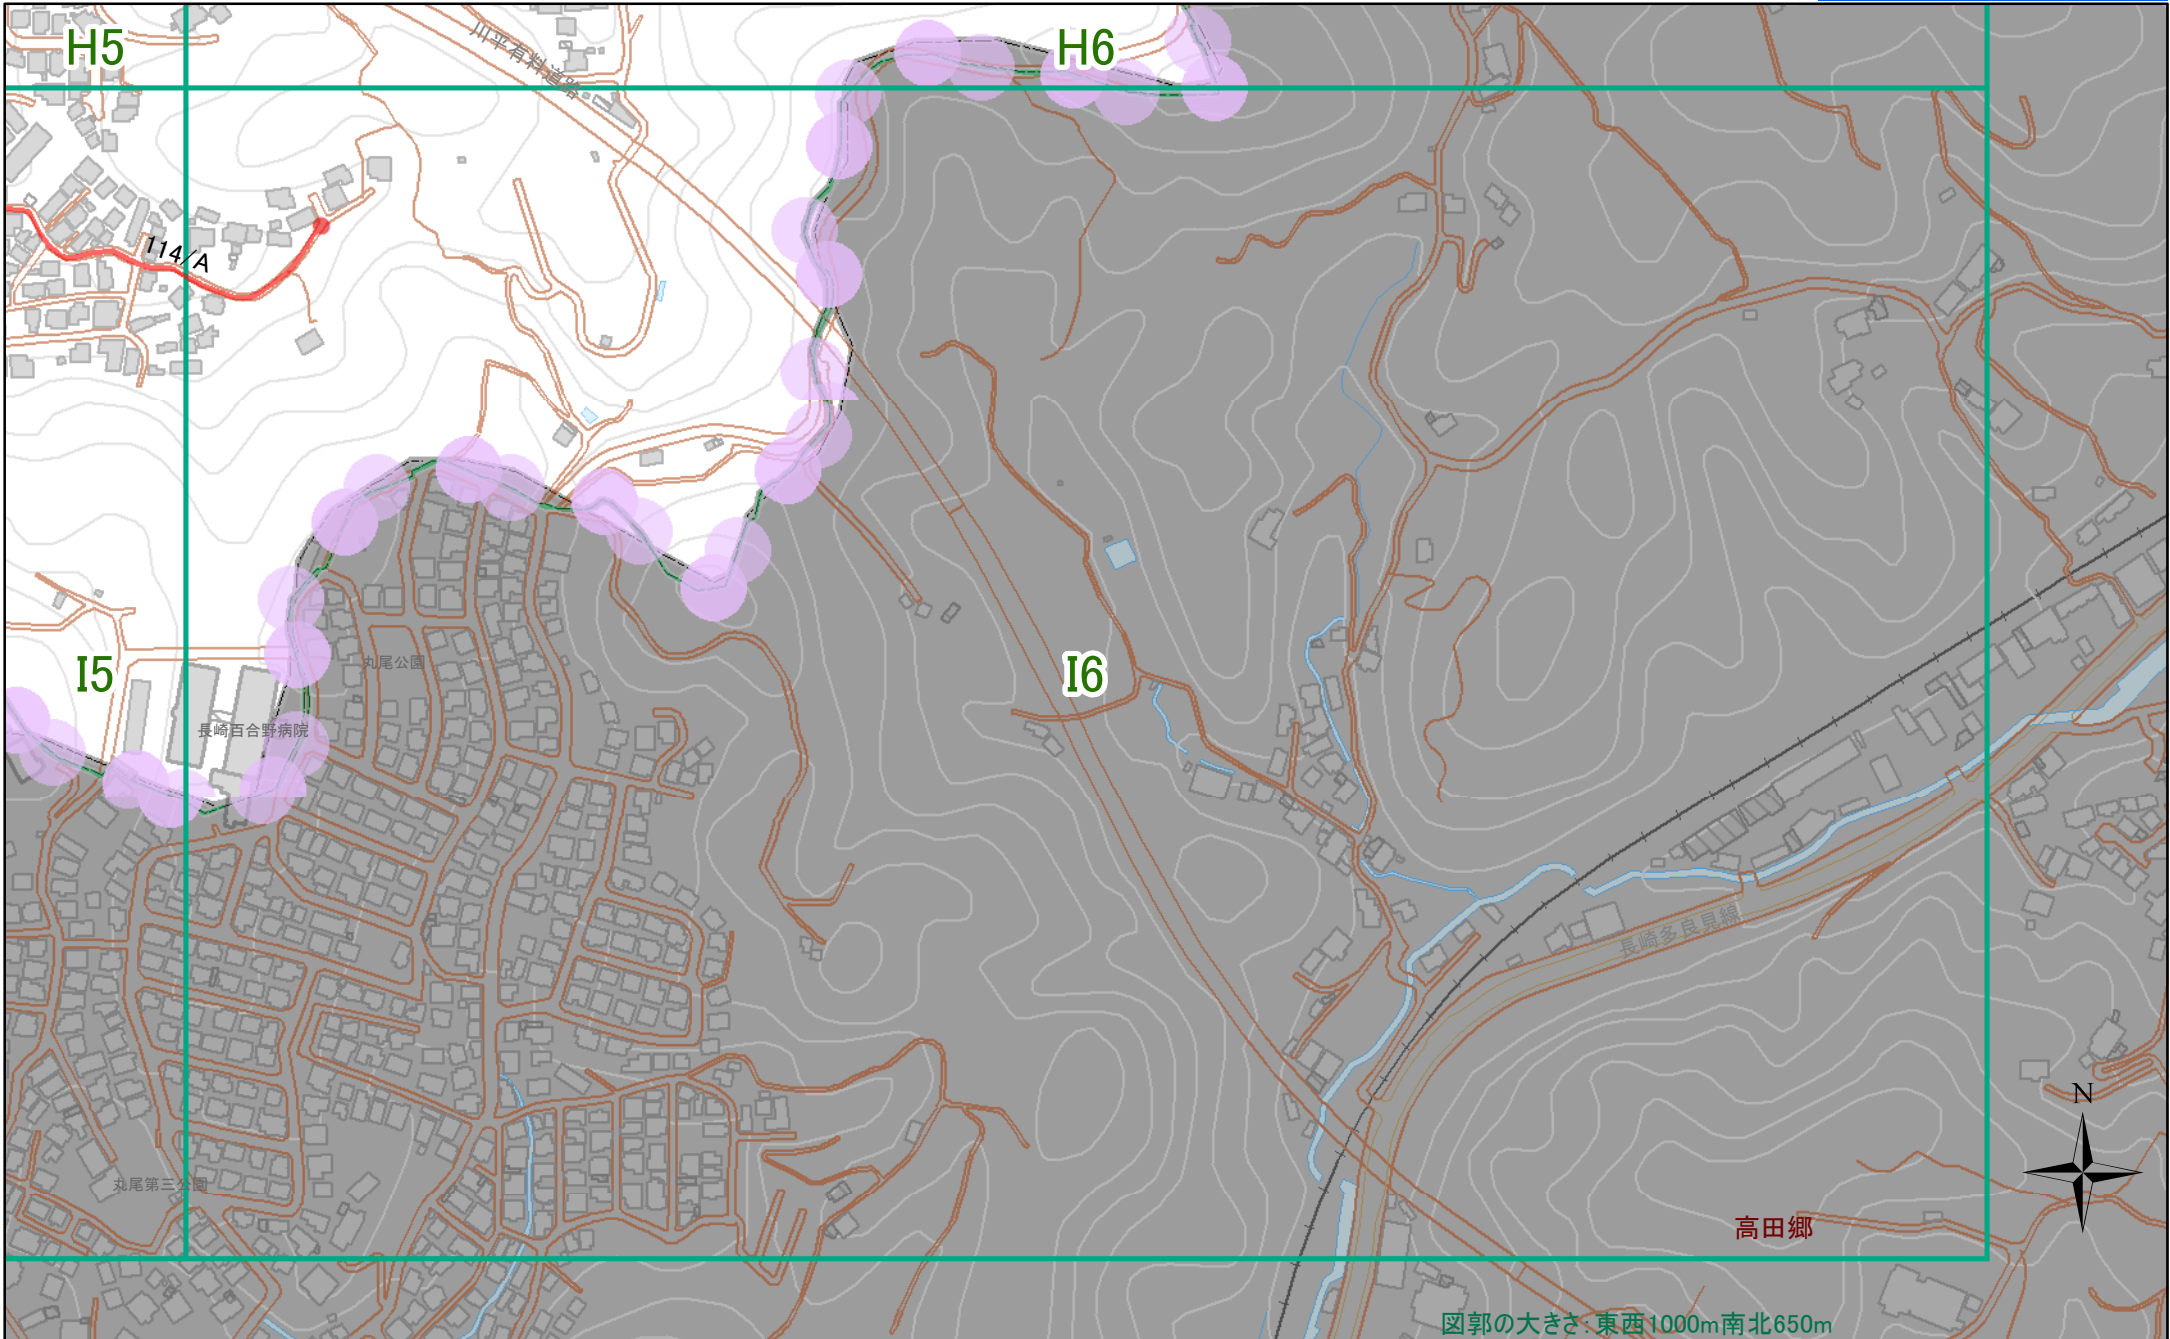 H5
川平有料道路
H6
114/A
丸尾公園
I5
I6
長崎百合野病院
長崎多良見線
N
丸尾第三公園
高田郷
図郭の大きさ:東西1000m南北650m